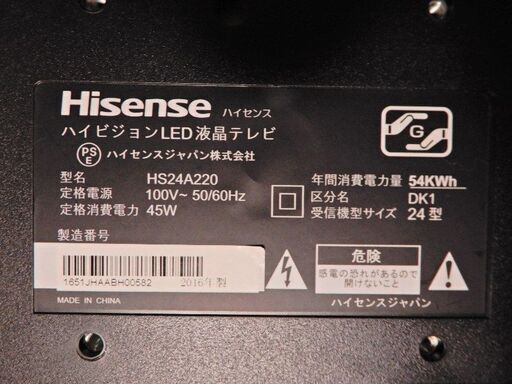 Hisense ハイセンス
ハイビジョンLED液晶テレビ
PSE ハイセンスジャパン株式会社
G
型名 HS24A220
定格電源 100V~ 50/60Hz
定格消費電力 45W
製造番号
年間消費電力量 54KWh
区分名 DK1
受信機型サイズ 24型
1651JHAABH00582 2016年製
MADE IN CHINA
危険
感電の恐れがあるので
開けないこと
ハイセンスジャパン